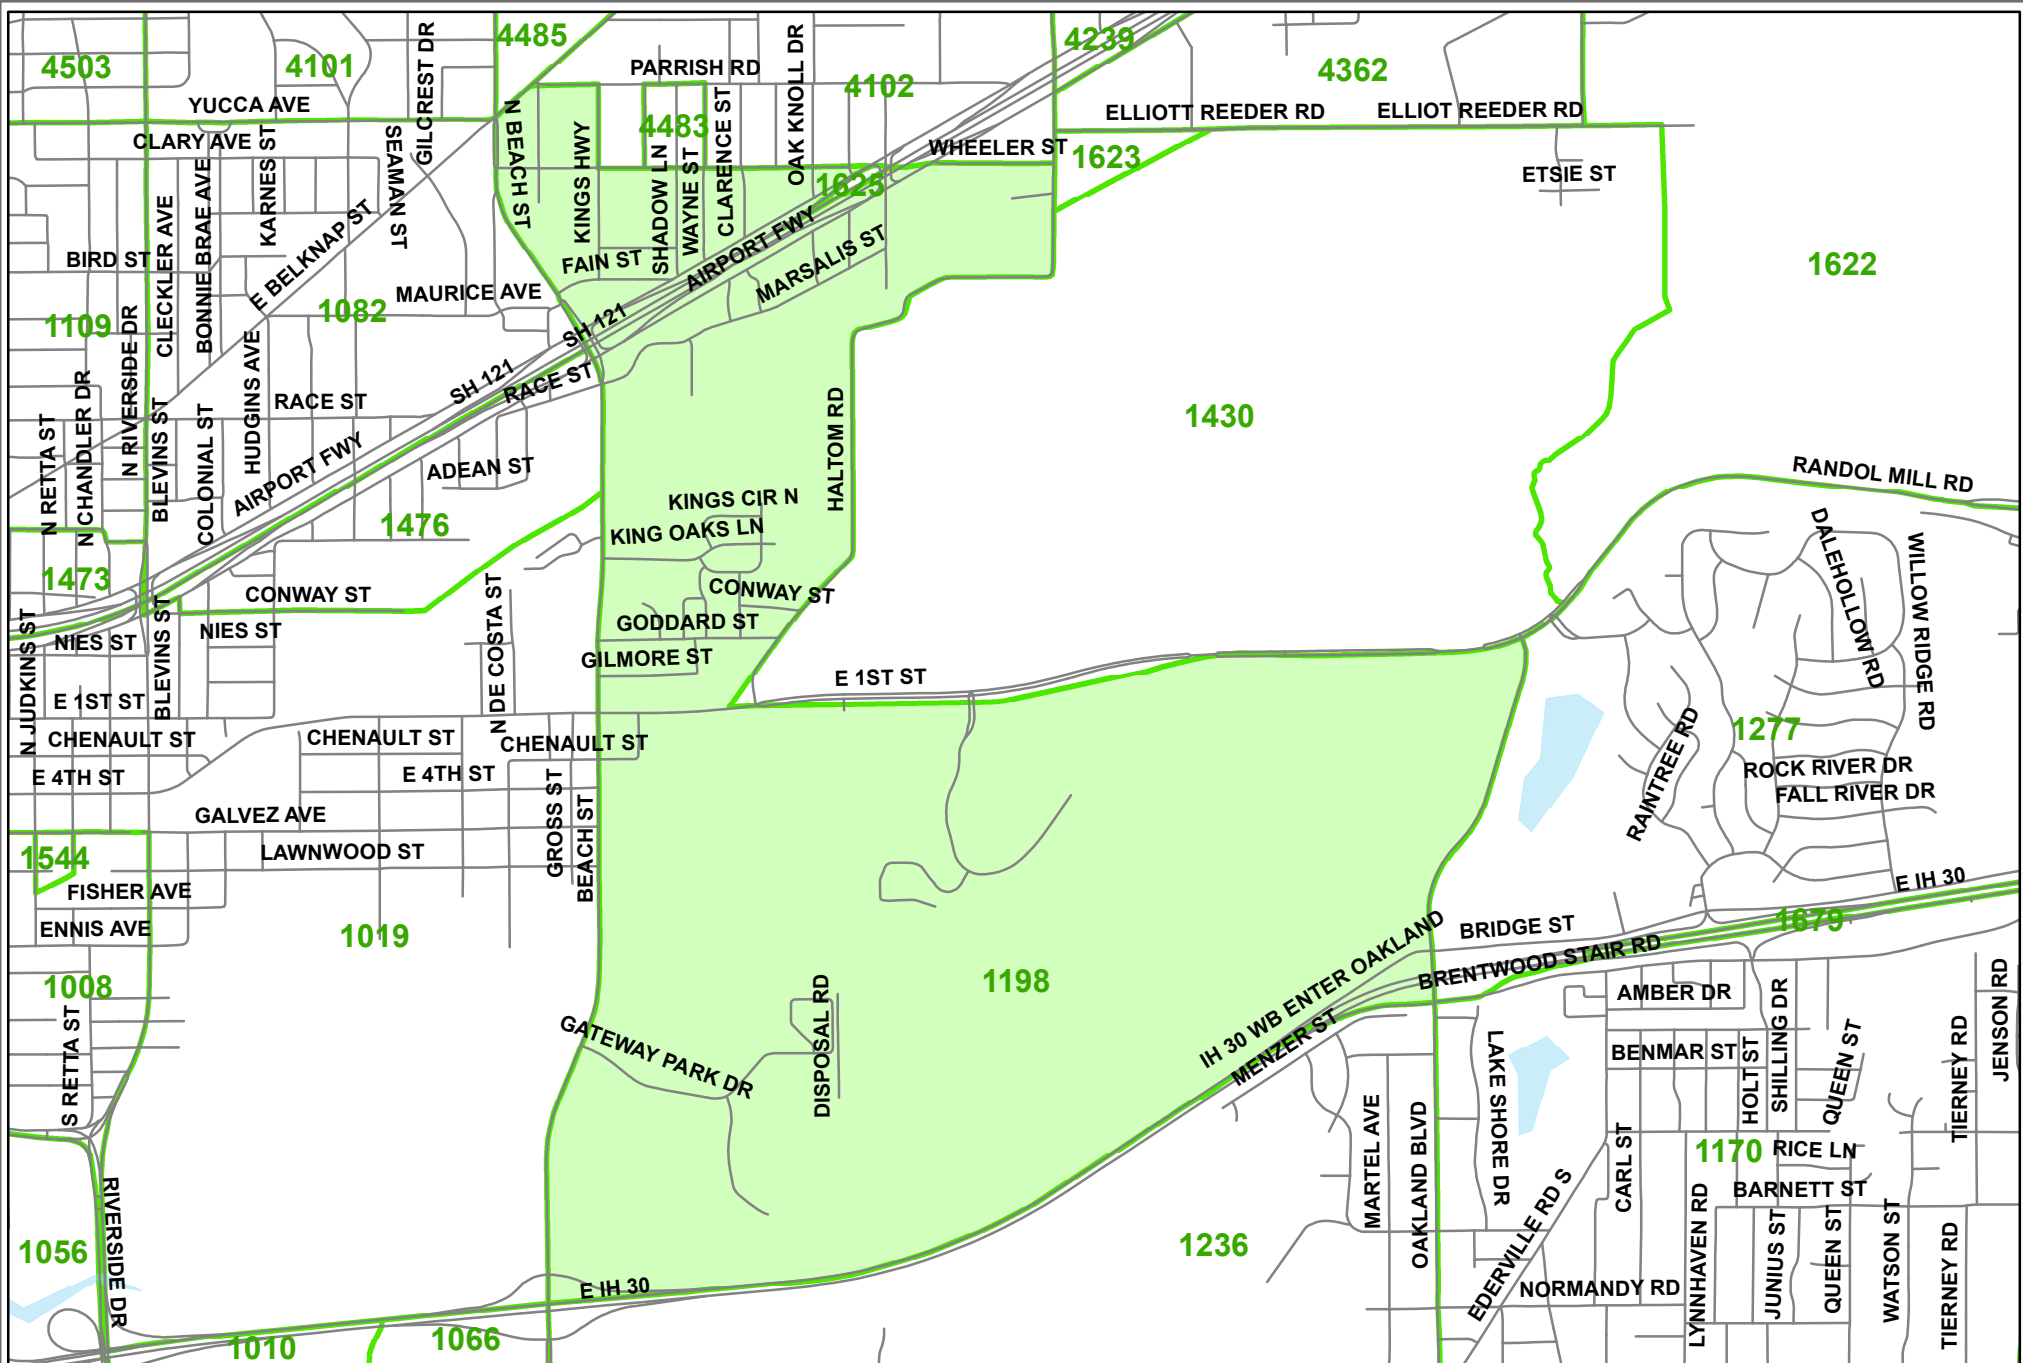 4485
4239
4503
4101
GILCREST DR
OAK KNOLL DR
PARRISH RD
4362
4102
YUCCA AVE
ELLIOTT REEDER RD
ELLIOT REEDER RD
4483
CLARY AVE
N BEACH ST
KINGS HWY
SHADOW LN
WAYNE ST
CLARENCE ST
WHEELER ST
1623
KARNES ST
SEAMAN ST
ETSIE ST
1625
BONNIE BRAE AVE
CLECKLER AVE
E BELKNAP ST
BIRD ST
FAIN ST
AIRPORT FWY
MARSALIS ST
1622
MAURICE AVE
1082
1109
SH 121
SH 121
N RIVERSIDE DR
HUDGINS AVE
RACE ST
RACE ST
N CHANDLER DR
N RETTA ST
BLEVINS ST
COLONIAL ST
HALTOM RD
1430
AIRPORT FWY
ADEAN ST
RANDOL MILL RD
KINGS CIR N
1476
KING OAKS LN
DALEHOLLOW RD
WILLOW RIDGE RD
1473
CONWAY ST
CONWAY ST
N DE COSTA ST
GODDARD ST
NIES ST
NIES ST
N JUDKINS ST
BLEVINS ST
GILMORE ST
E 1ST ST
E 1ST ST
1277
CHENAULT ST
CHENAULT ST
CHENAULT ST
RAINTREE RD
E 4TH ST
E 4TH ST
ROCK RIVER DR
FALL RIVER DR
GALVEZ AVE
GROSS ST
BEACH ST
1544
LAWNWOOD ST
FISHER AVE
E IH 30
1679
ENNIS AVE
1019
BRIDGE ST
BRENTWOOD STAIR RD
IH 30 WB ENTER OAKLAND
1198
1008
AMBER DR
DISPOSAL RD
S RETTA ST
GATEWAY PARK DR
MENZER ST
LAKE SHORE DR
BENMAR ST
HOLT ST
SHILLING DR
QUEEN ST
TIERNEY RD
JENSON RD
MARTEL AVE
OAKLAND BLVD
CARL ST
1170
RICE LN
BARNETT ST
RIVERSIDE DR
1056
1236
EDERVILLE RD S
LYNNHAVEN RD
JUNIUS ST
QUEEN ST
WATSON ST
TIERNEY RD
E IH 30
NORMANDY RD
1010
1066